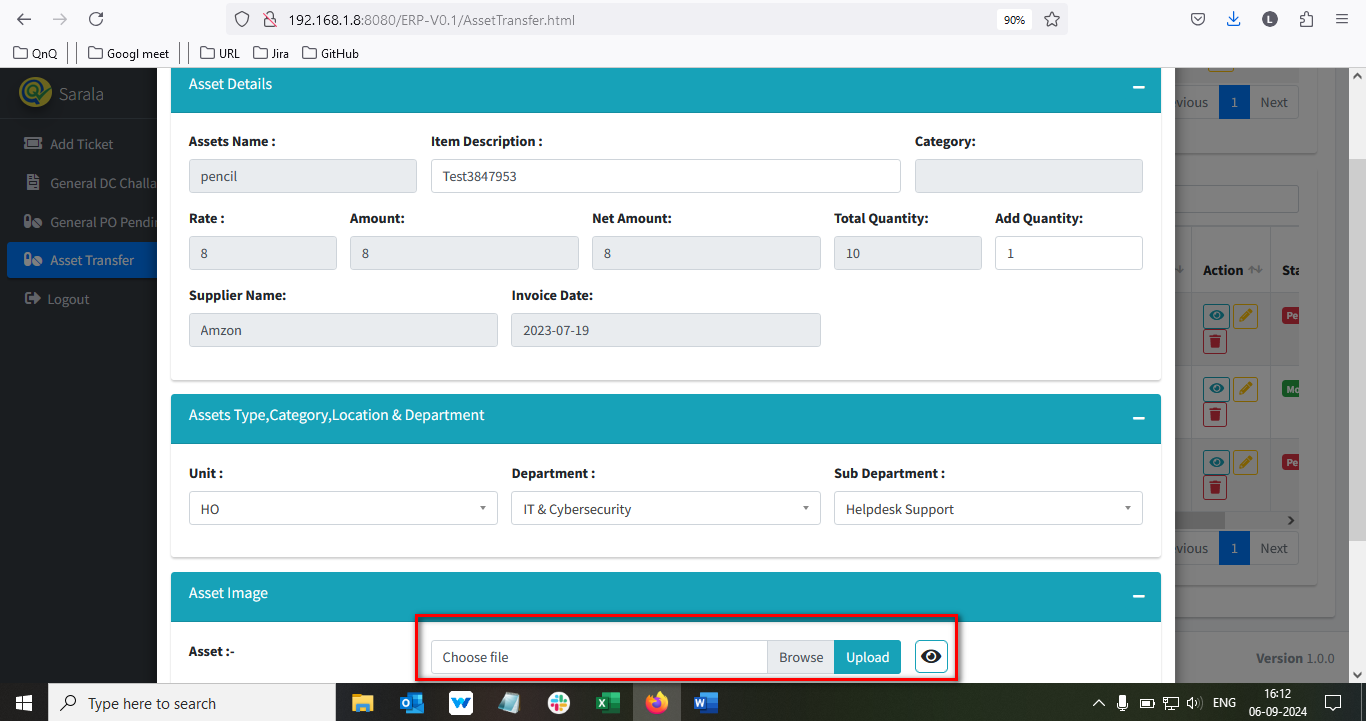 192.168.1.8:8080/ERP-V0.1/AssetTransfer.html
90%
L
QnQ
Googl meet
URL
Jira
GitHub
Sarala
Add Ticket
General DC Challa
General PO Pendin
Asset Transfer
Logout
Asset Details
Assets Name :
Item Description :
Category:
pencil
Test3847953
Rate :
Amount:
Net Amount:
Total Quantity:
Add Quantity:
8
8
8
10
1
Supplier Name:
Invoice Date:
Amzon
2023-07-19
Assets Type,Category,Location & Department
Unit :
Department :
Sub Department :
HO
IT & Cybersecurity
Helpdesk Support
Asset Image
Asset :-
Choose file
Browse
Upload
vious
1
Next
Action
Sta
Pe
Mo
Pe
vious
1
Next
Version 1.0.0
Type here to search
ENG
16:12
06-09-2024